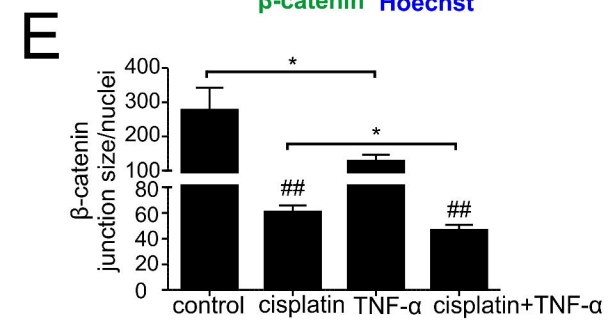 β-catenin Hoechst
E
β-catenin
junction size/nuclei
400
300
200
100
80
60
40
20
0
*
*
##
##
control cisplatin TNF-α cisplatin+TNF-α